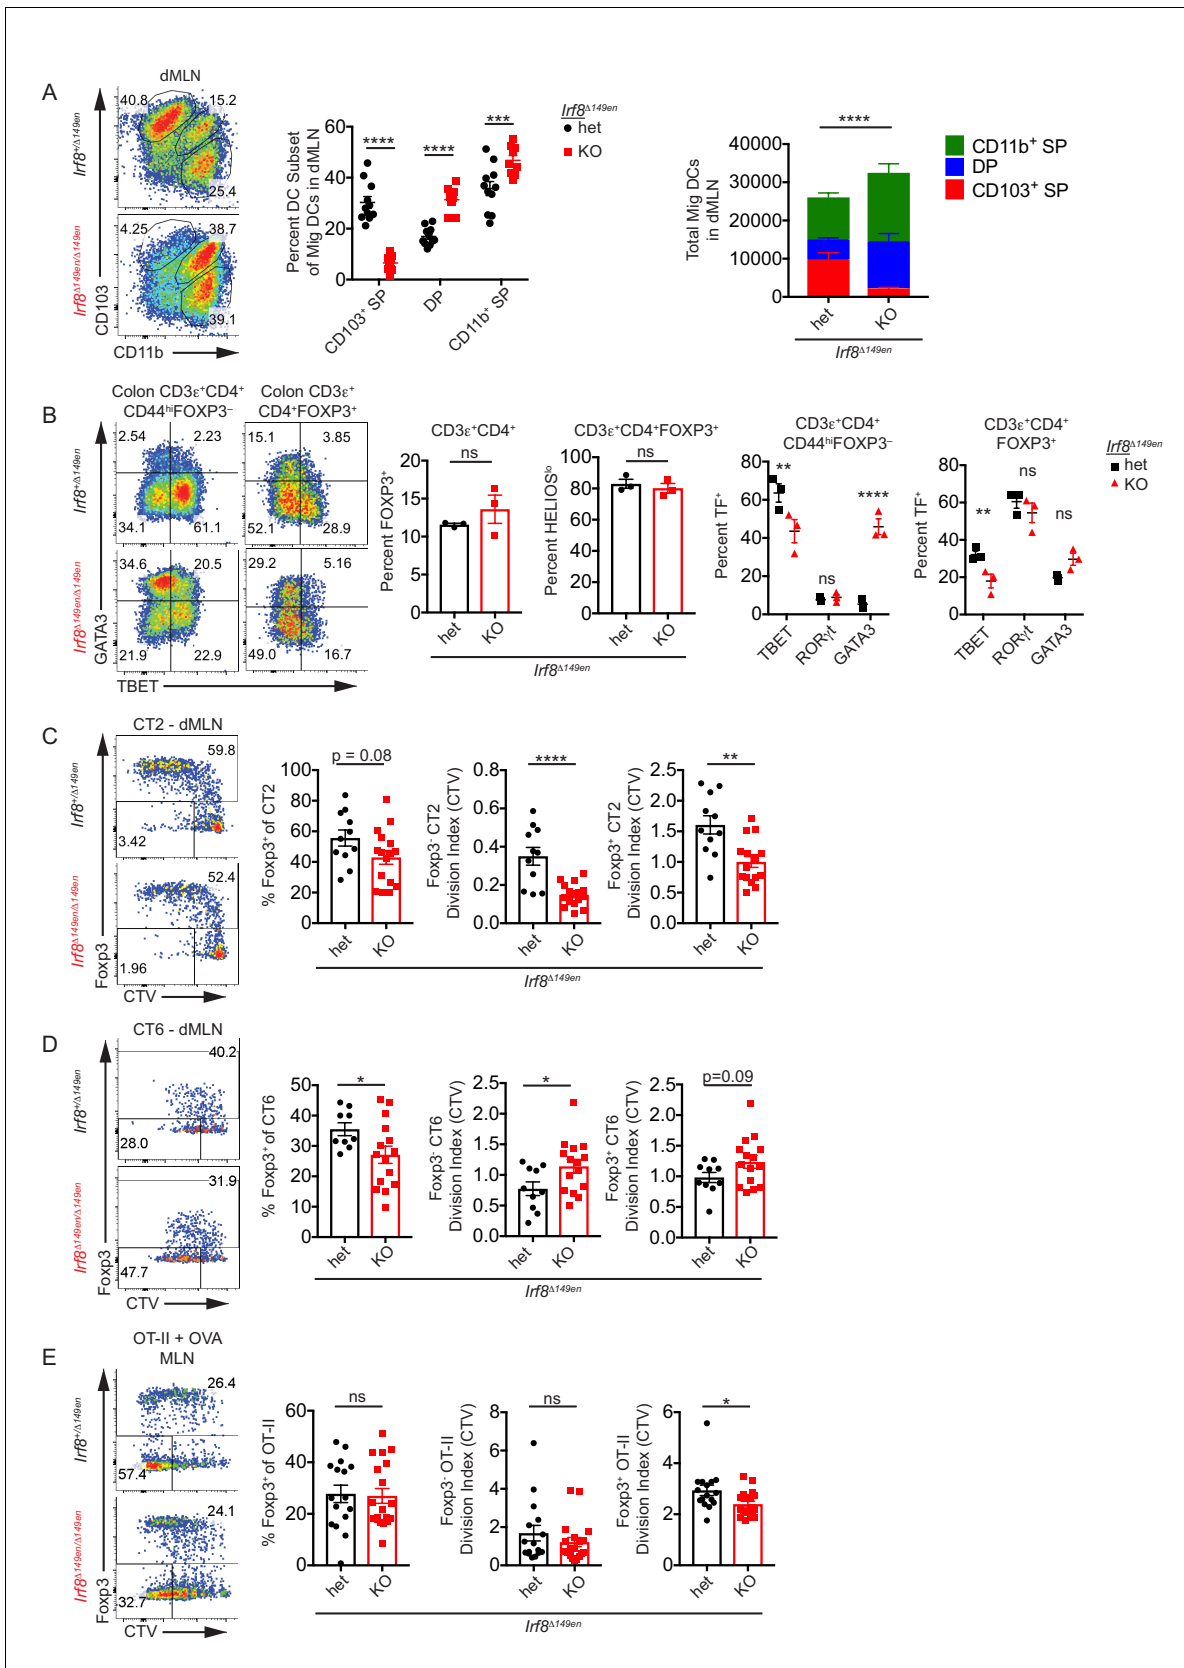 A
dMLN
Irf8+/Δ149en
Irf8Δ149en/Δ149en
40.8
15.2
25.4
4.25
38.7
39.1
CD103
CD11b
Percent DC Subset
of Mig DCs in dMLN
60
40
20
0
****
****
***
CD103+ SP
DP
CD11b+ SP
Irf8Δ149en
het
KO
Total Mig DCs
in dMLN
40000
30000
20000
10000
0
****
het
KO
Irf8Δ149en
CD11b+ SP
DP
CD103+ SP
B
Colon CD3ε+CD4+
CD44hiFOXP3–
Colon CD3ε+
CD4+FOXP3+
Irf8+/Δ149en
Irf8Δ149en/Δ149en
2.54
2.23
34.1
61.1
15.1
3.85
52.1
28.9
34.6
20.5
21.9
22.9
29.2
5.16
49.0
16.7
GATA3
TBET
CD3ε+CD4+
Percent FOXP3+
20
15
10
5
0
ns
het
KO
CD3ε+CD4+FOXP3+
Percent HELIOSlo
100
80
60
40
20
0
ns
het
KO
Irf8Δ149en
CD3ε+CD4+
CD44hiFOXP3–
Percent TF+
80
60
40
20
0
**
ns
****
TBET
RORγt
GATA3
CD3ε+CD4+
FOXP3+
Percent TF+
80
60
40
20
0
**
ns
ns
TBET
RORγt
GATA3
Irf8Δ149en
het
KO
C
CT2 - dMLN
Irf8+/Δ149en
Irf8Δ149en/Δ149en
59.8
3.42
52.4
1.96
Foxp3
CTV
% Foxp3+ of CT2
100
80
60
40
20
0
p = 0.08
het
KO
Foxp3- CT2
Division Index (CTV)
0.8
0.6
0.4
0.2
0.0
****
het
KO
Foxp3+ CT2
Division Index (CTV)
2.5
2.0
1.5
1.0
0.5
0.0
**
het
KO
Irf8Δ149en
D
CT6 - dMLN
Irf8+/Δ149en
Irf8Δ149en/Δ149en
40.2
28.0
31.9
47.7
Foxp3
CTV
% Foxp3+ of CT6
50
40
30
20
10
0
*
het
KO
Foxp3- CT6
Division Index (CTV)
2.5
2.0
1.5
1.0
0.5
0.0
*
het
KO
Foxp3+ CT6
Division Index (CTV)
2.5
2.0
1.5
1.0
0.5
0.0
p=0.09
het
KO
Irf8Δ149en
E
OT-II + OVA
MLN
Irf8+/Δ149en
Irf8Δ149en/Δ149en
26.4
57.4
24.1
32.7
Foxp3
CTV
% Foxp3+ of OT-II
60
40
20
0
ns
het
KO
Foxp3- OT-II
Division Index (CTV)
8
6
4
2
0
ns
het
KO
Foxp3+ OT-II
Division Index (CTV)
6
4
2
0
*
het
KO
Irf8Δ149en